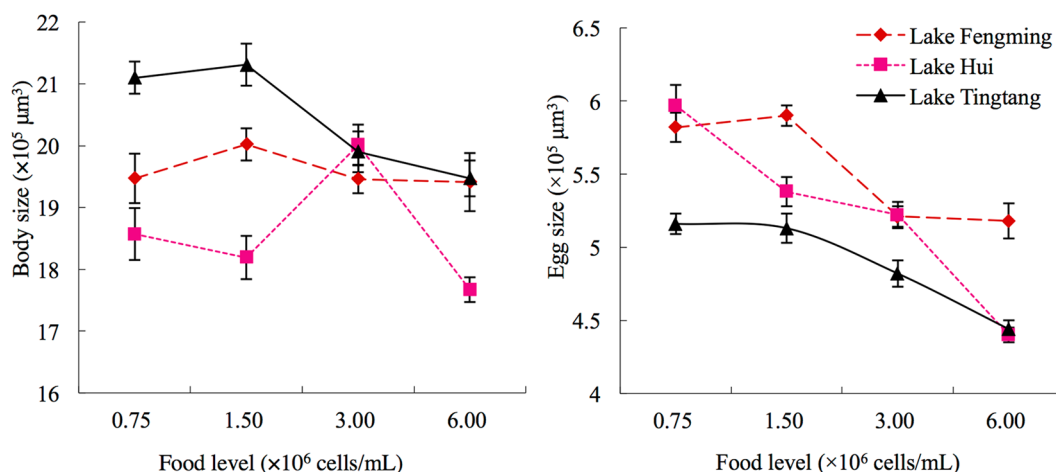 22
21
20
19
18
17
16
Body size (×10⁵ μm³)
0.75 1.50 3.00 6.00
Food level (×10⁶ cells/mL)
6.5
6
5.5
5
4.5
4
Egg size (×10⁵ μm³)
Lake Fengming
Lake Hui
Lake Tingtang
0.75 1.50 3.00 6.00
Food level (×10⁶ cells/mL)